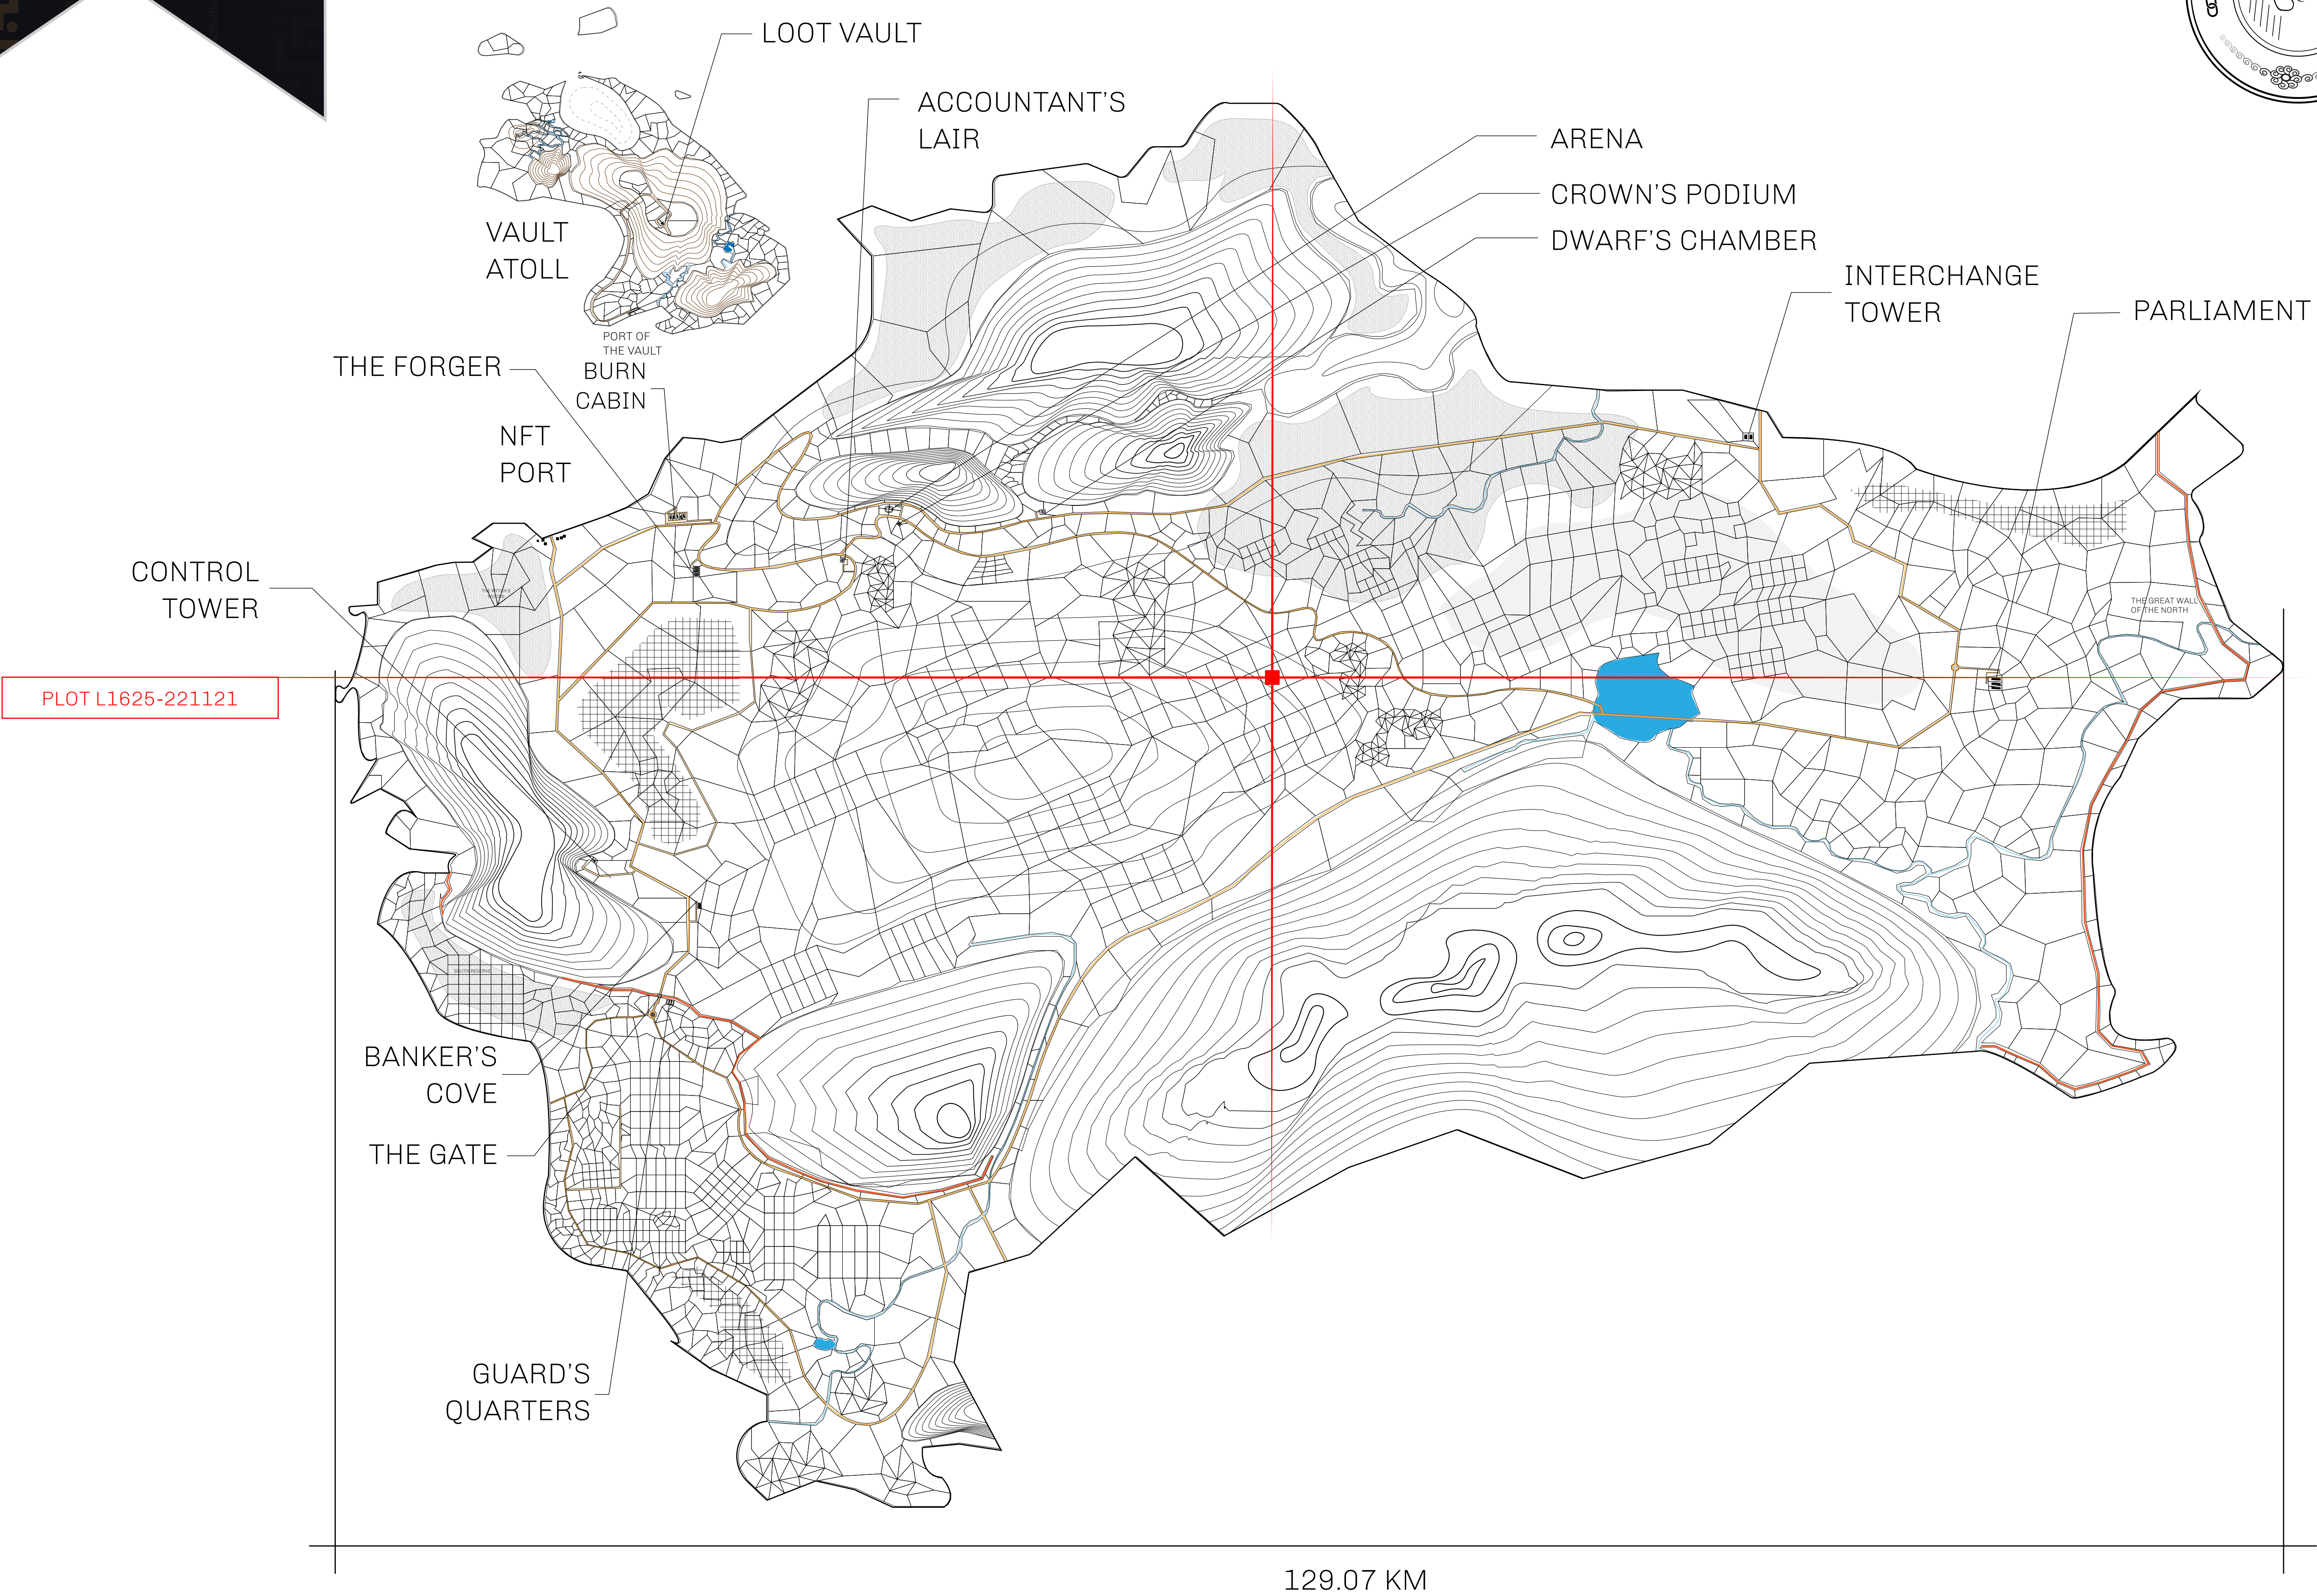 LOOT VAULT
ACCOUNTANT'S
LAIR
ARENA
CROWN'S PODIUM
DWARF'S CHAMBER
INTERCHANGE
TOWER
PARLIAMENT
VAULT
ATOLL
PORT OF
THE VAULT
THE FORGER
BURN
CABIN
NFT
PORT
CONTROL
TOWER
THE GREAT WALL
OF THE NORTH
PLOT L1625-221121
SOUTH RESERVE
BANKER'S
COVE
THE GATE
GUARD'S
QUARTERS
129.07 KM